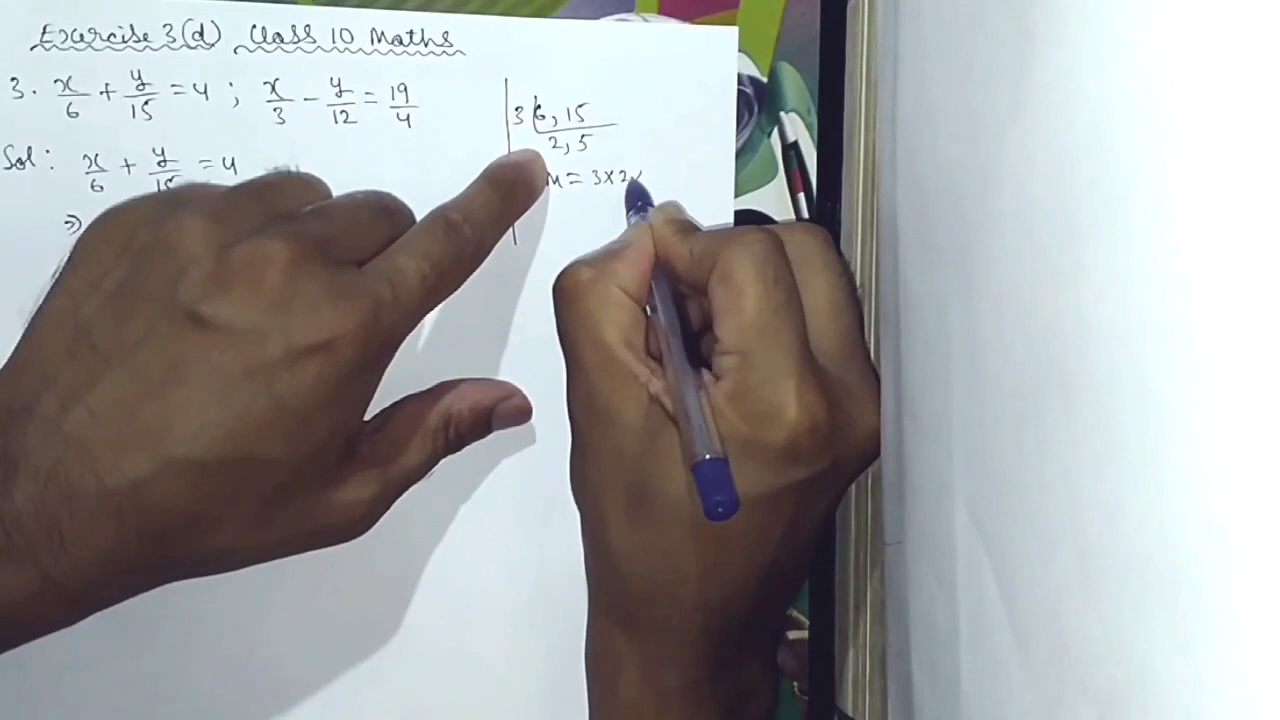 Exercise 3(d) Class 10 Maths
3. x/6 + y/15 = 4 ; x/3 - y/12 = 19/4
Sol: x/6 + y/15 = 4
⇒
3 6, 15
2, 5
M = 3×2×